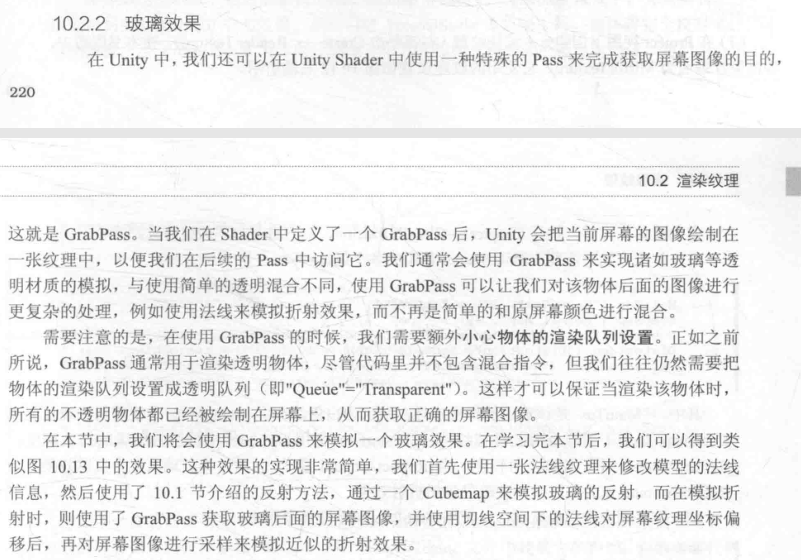 10.2.2 玻璃效果
在 Unity 中，我们还可以在 Unity Shader 中使用一种特殊的 Pass 来完成获取屏幕图像的目的，
220
10.2 渲染纹理
这就是 GrabPass。当我们在 Shader 中定义了一个 GrabPass 后，Unity 会把当前屏幕的图像绘制在
一张纹理中，以便我们在后续的 Pass 中访问它。我们通常会使用 GrabPass 来实现诸如玻璃等透
明材质的模拟，与使用简单的透明混合不同，使用 GrabPass 可以让我们对该物体后面的图像进行
更复杂的处理，例如使用法线来模拟折射效果，而不再是简单的和原屏幕颜色进行混合。
需要注意的是，在使用 GrabPass 的时候，我们需要额外小心物体的渲染队列设置。正如之前
所说，GrabPass 通常用于渲染透明物体，尽管代码里并不包含混合指令，但我们往往仍然需要把
物体的渲染队列设置成透明队列（即"Queue"="Transparent"）。这样才可以保证当渲染该物体时，
所有的不透明物体都已经被绘制在屏幕上，从而获取正确的屏幕图像。
在本节中，我们将会使用 GrabPass 来模拟一个玻璃效果。在学习完本节后，我们可以得到类
似图 10.13 中的效果。这种效果的实现非常简单，我们首先使用一张法线纹理来修改模型的法线
信息，然后使用了 10.1 节介绍的反射方法，通过一个 Cubemap 来模拟玻璃的反射，而在模拟折
射时，则使用了 GrabPass 获取玻璃后面的屏幕图像，并使用切线空间下的法线对屏幕纹理坐标偏
移后，再对屏幕图像进行采样来模拟近似的折射效果。